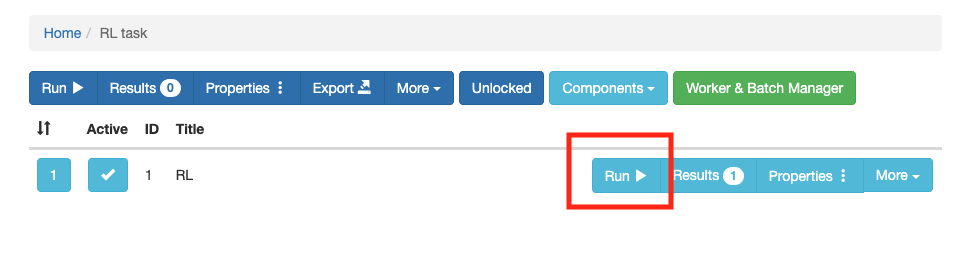 Home / RL task
Run Results 0 Properties Export More Unlocked Components Worker & Batch Manager
Active ID Title
1 1 RL Run Results 1 Properties More